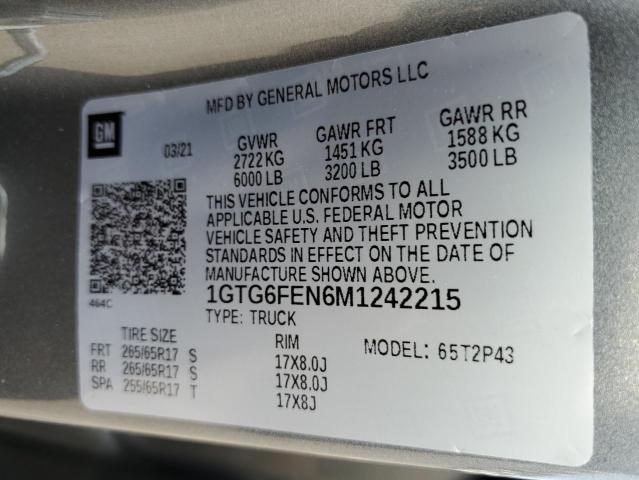 MFD BY GENERAL MOTORS LLC
GM
03/21 GVWR GAWR FRT GAWR RR
2722 KG 1451 KG 1588 KG
6000 LB 3200 LB 3500 LB
THIS VEHICLE CONFORMS TO ALL
APPLICABLE U.S. FEDERAL MOTOR
VEHICLE SAFETY AND THEFT PREVENTION
STANDARDS IN EFFECT ON THE DATE OF
MANUFACTURE SHOWN ABOVE.
464C
1GTG6FEN6M1242215
TYPE: TRUCK
TIRE SIZE RIM MODEL: 65T2P43
FRT 265/65R17 S 17X8.0J
RR 265/65R17 S 17X8.0J
SPA 255/65R17 T 17X8J